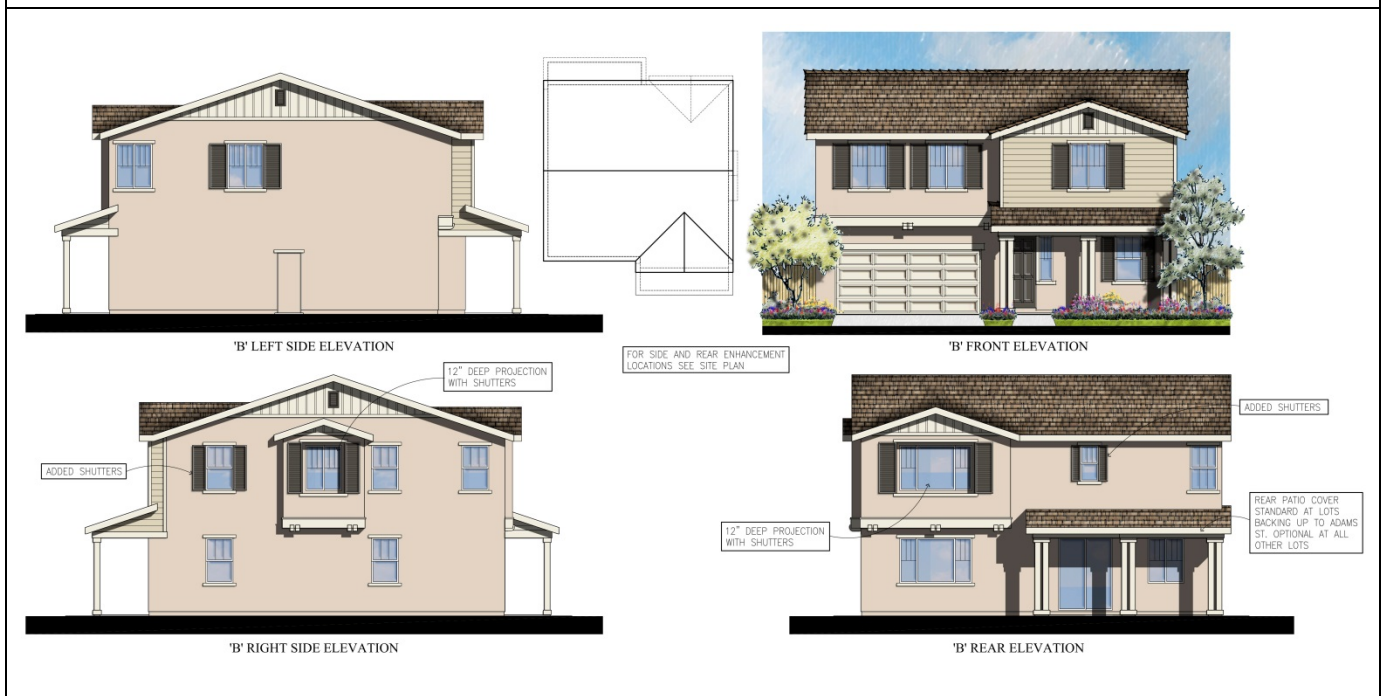 'B' LEFT SIDE ELEVATION
'B' FRONT ELEVATION
FOR SIDE AND REAR ENHANCEMENT
LOCATIONS SEE SITE PLAN
12" DEEP PROJECTION
WITH SHUTTERS
ADDED SHUTTERS
'B' RIGHT SIDE ELEVATION
ADDED SHUTTERS
12" DEEP PROJECTION
WITH SHUTTERS
REAR PATIO COVER
STANDARD AT LOTS
BACKING UP TO ADAMS
ST. OPTIONAL AT ALL
OTHER LOTS
'B' REAR ELEVATION